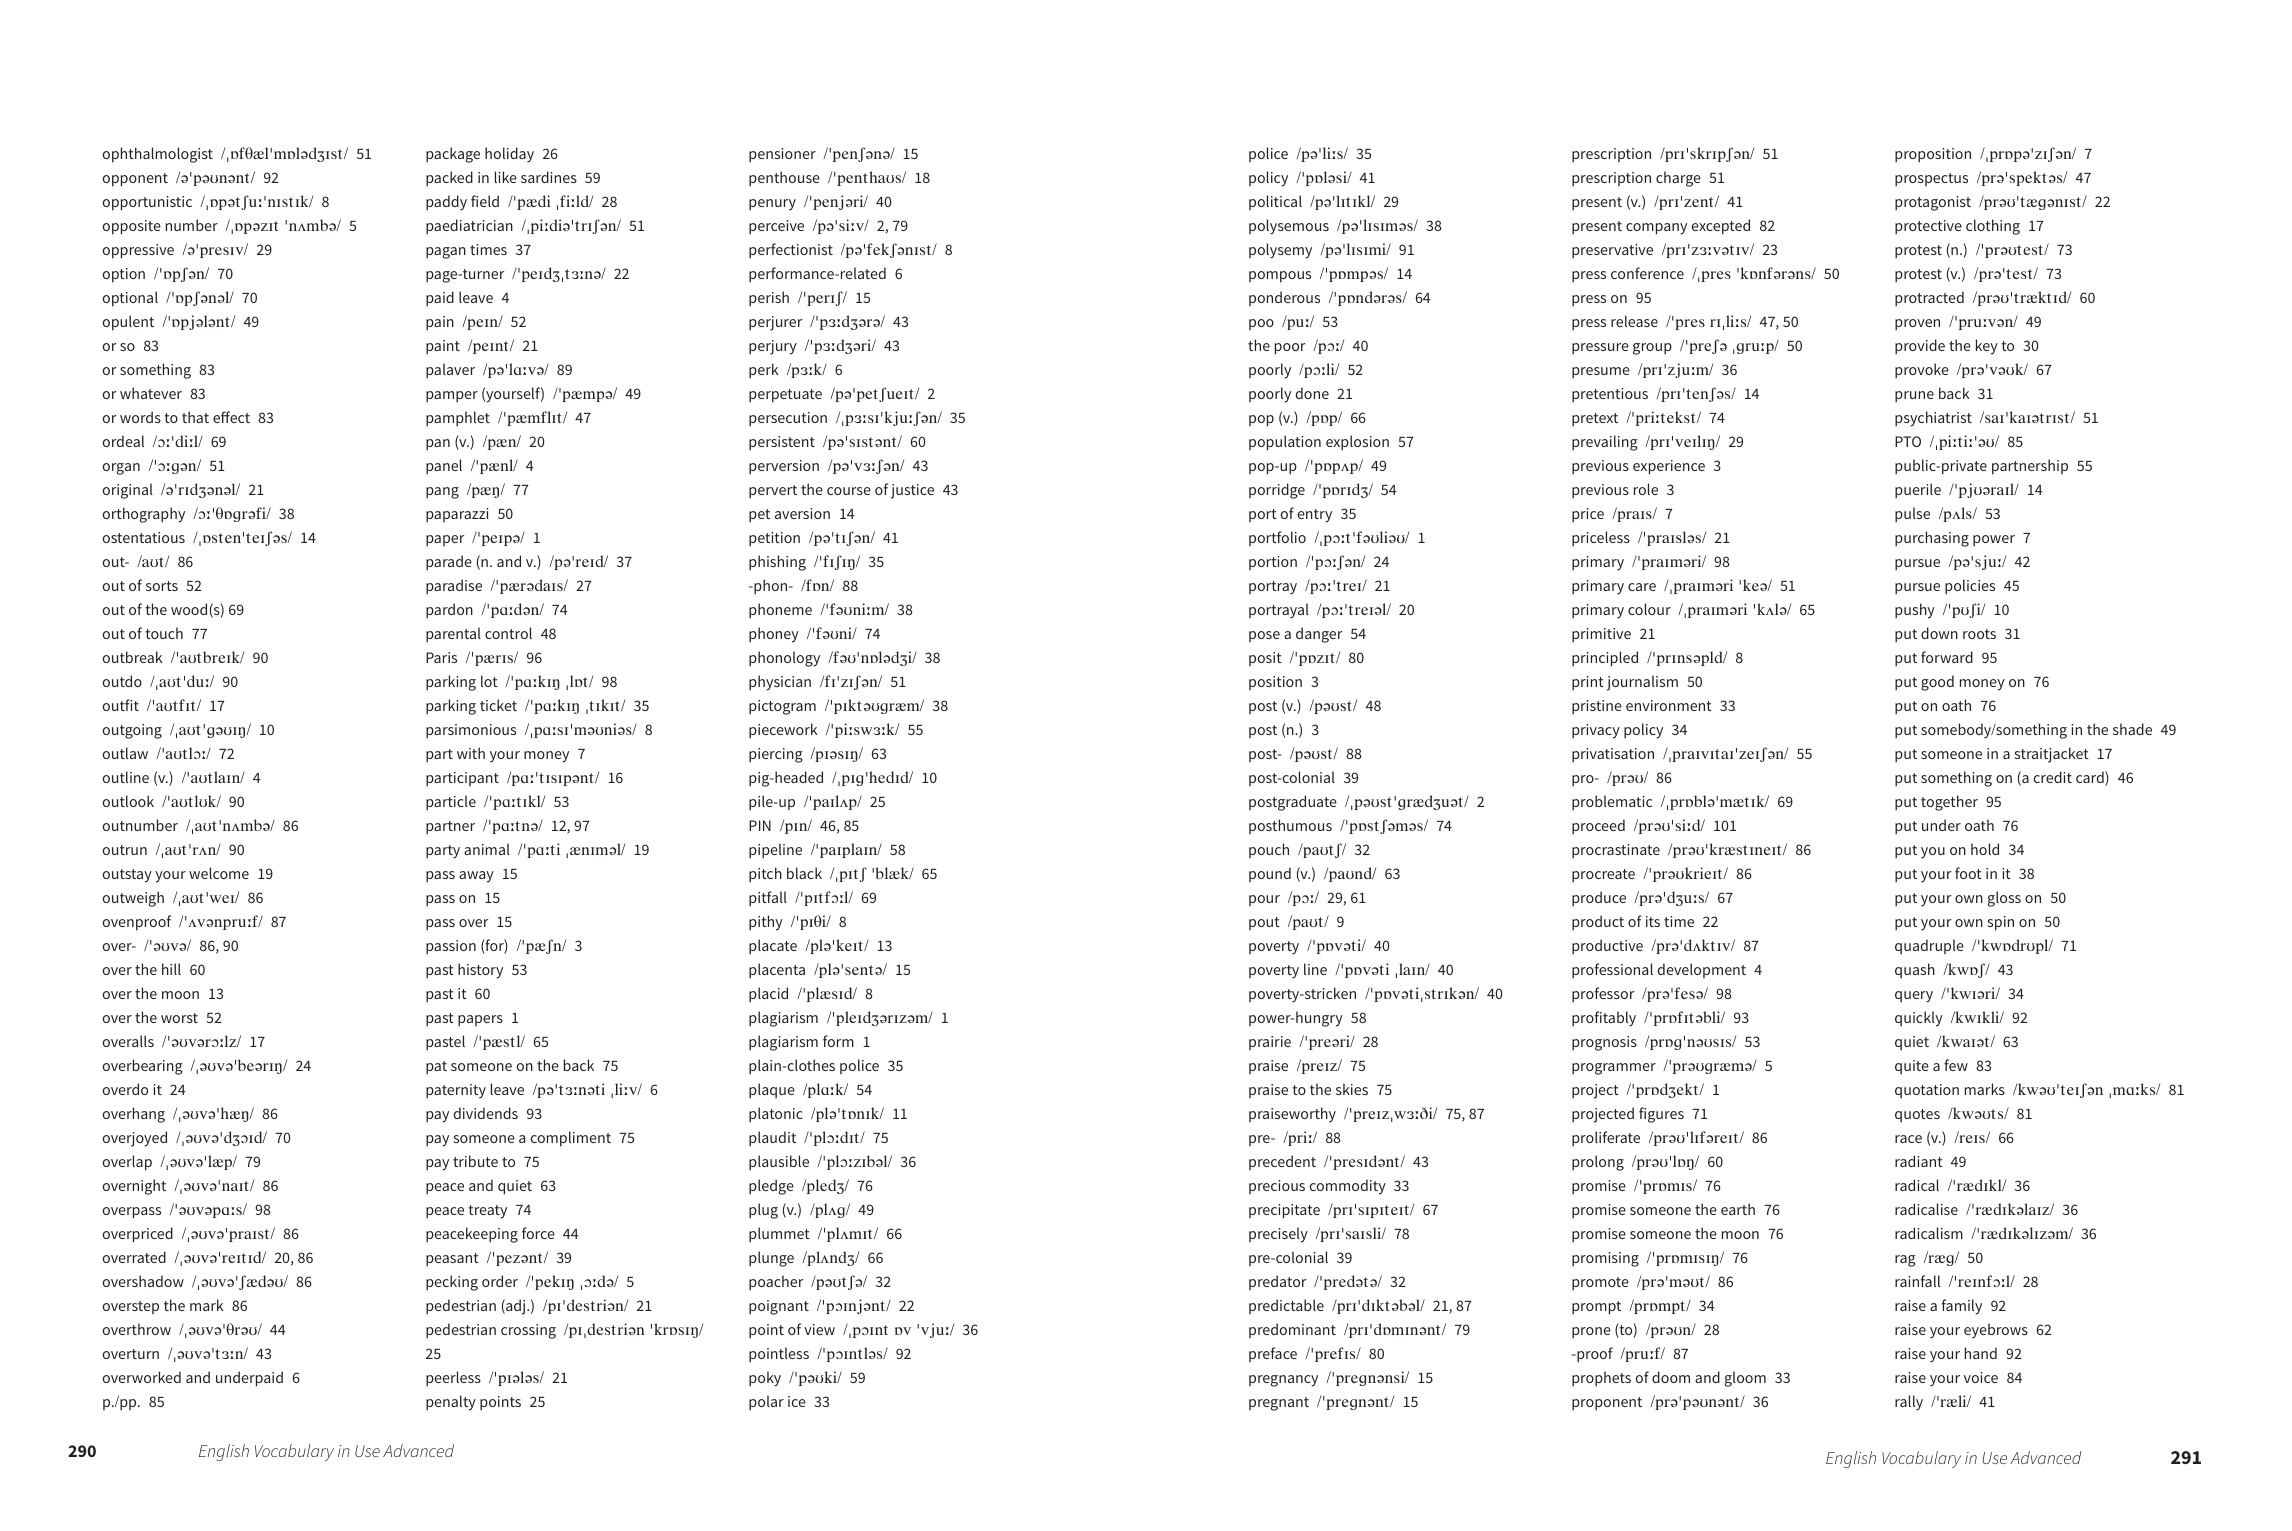 ophthalmologist /ˌɒfθælˈmɒlədʒɪst/ 51
opponent /əˈpəʊnənt/ 92
opportunistic /ˌɒpətʃuːˈnɪstɪk/ 8
opposite number /ˌɒpəzɪt ˈnʌmbə/ 5
oppressive /əˈpresɪv/ 29
option /ˈɒpʃən/ 70
optional /ˈɒpʃənəl/ 70
opulent /ˈɒpjələnt/ 49
or so 83
or something 83
or whatever 83
or words to that effect 83
ordeal /ɔːˈdiːl/ 69
organ /ˈɔːgən/ 51
original /əˈrɪdʒənəl/ 21
orthography /ɔːˈθɒgrəfi/ 38
ostentatious /ˌɒstenˈteɪʃəs/ 14
out- /aʊt/ 86
out of sorts 52
out of the wood(s) 69
out of touch 77
outbreak /ˈaʊtbreɪk/ 90
outdo /ˌaʊtˈduː/ 90
outfit /ˈaʊtfɪt/ 17
outgoing /ˌaʊtˈgəʊɪŋ/ 10
outlaw /ˈaʊtlɔː/ 72
outline (v.) /ˈaʊtlaɪn/ 4
outlook /ˈaʊtlʊk/ 90
outnumber /ˌaʊtˈnʌmbə/ 86
outrun /ˌaʊtˈrʌn/ 90
outstay your welcome 19
outweigh /ˌaʊtˈweɪ/ 86
ovenproof /ˈʌvənpruːf/ 87
over- /ˈəʊvə/ 86, 90
over the hill 60
over the moon 13
over the worst 52
overalls /ˈəʊvərɔːlz/ 17
overbearing /ˌəʊvəˈbeərɪŋ/ 24
overdo it 24
overhang /ˌəʊvəˈhæŋ/ 86
overjoyed /ˌəʊvəˈdʒɔɪd/ 70
overlap /ˌəʊvəˈlæp/ 79
overnight /ˌəʊvəˈnaɪt/ 86
overpass /ˈəʊvəpɑːs/ 98
overpriced /ˌəʊvəˈpraɪst/ 86
overrated /ˌəʊvəˈreɪtɪd/ 20, 86
overshadow /ˌəʊvəˈʃædəʊ/ 86
overstep the mark 86
overthrow /ˌəʊvəˈθrəʊ/ 44
overturn /ˌəʊvəˈtɜːn/ 43
overworked and underpaid 6
p./pp. 85
package holiday 26
packed in like sardines 59
paddy field /ˈpædi ˌfiːld/ 28
paediatrician /ˌpiːdiəˈtrɪʃən/ 51
pagan times 37
page-turner /ˈpeɪdʒˌtɜːnə/ 22
paid leave 4
pain /peɪn/ 52
paint /peɪnt/ 21
palaver /pəˈlɑːvə/ 89
pamper (yourself) /ˈpæmpə/ 49
pamphlet /ˈpæmflɪt/ 47
pan (v.) /pæn/ 20
panel /ˈpænl/ 4
pang /pæŋ/ 77
paparazzi 50
paper /ˈpeɪpə/ 1
parade (n. and v.) /pəˈreɪd/ 37
paradise /ˈpærədaɪs/ 27
pardon /ˈpɑːdən/ 74
parental control 48
Paris /ˈpærɪs/ 96
parking lot /ˈpɑːkɪŋ ˌlɒt/ 98
parking ticket /ˈpɑːkɪŋ ˌtɪkɪt/ 35
parsimonious /ˌpɑːsɪˈməʊniəs/ 8
part with your money 7
participant /pɑːˈtɪsɪpənt/ 16
particle /ˈpɑːtɪkl/ 53
partner /ˈpɑːtnə/ 12, 97
party animal /ˈpɑːti ˌænɪməl/ 19
pass away 15
pass on 15
pass over 15
passion (for) /ˈpæʃn/ 3
past history 53
past it 60
past papers 1
pastel /ˈpæstl/ 65
pat someone on the back 75
paternity leave /pəˈtɜːnəti ˌliːv/ 6
pay dividends 93
pay someone a compliment 75
pay tribute to 75
peace and quiet 63
peace treaty 74
peacekeeping force 44
peasant /ˈpezənt/ 39
pecking order /ˈpekɪŋ ˌɔːdə/ 5
pedestrian (adj.) /pɪˈdestriən/ 21
pedestrian crossing /pɪˌdestriən ˈkrɒsɪŋ/
25
peerless /ˈpɪələs/ 21
penalty points 25
pensioner /ˈpenʃənə/ 15
penthouse /ˈpenthaʊs/ 18
penury /ˈpenjəri/ 40
perceive /pəˈsiːv/ 2, 79
perfectionist /pəˈfekʃənɪst/ 8
performance-related 6
perish /ˈperɪʃ/ 15
perjurer /ˈpɜːdʒərə/ 43
perjury /ˈpɜːdʒəri/ 43
perk /pɜːk/ 6
perpetuate /pəˈpetʃueɪt/ 2
persecution /ˌpɜːsɪˈkjuːʃən/ 35
persistent /pəˈsɪstənt/ 60
perversion /pəˈvɜːʃən/ 43
pervert the course of justice 43
pet aversion 14
petition /pəˈtɪʃən/ 41
phishing /ˈfɪʃɪŋ/ 35
-phon- /fɒn/ 88
phoneme /ˈfəʊniːm/ 38
phoney /ˈfəʊni/ 74
phonology /fəʊˈnɒlədʒi/ 38
physician /fɪˈzɪʃən/ 51
pictogram /ˈpɪktəʊgræm/ 38
piecework /ˈpiːswɜːk/ 55
piercing /pɪəsɪŋ/ 63
pig-headed /ˌpɪgˈhedɪd/ 10
pile-up /ˈpaɪlʌp/ 25
PIN /pɪn/ 46, 85
pipeline /ˈpaɪplaɪn/ 58
pitch black /ˌpɪtʃ ˈblæk/ 65
pitfall /ˈpɪtfɔːl/ 69
pithy /ˈpɪθi/ 8
placate /pləˈkeɪt/ 13
placenta /pləˈsentə/ 15
placid /ˈplæsɪd/ 8
plagiarism /ˈpleɪdʒərɪzəm/ 1
plagiarism form 1
plain-clothes police 35
plaque /plɑːk/ 54
platonic /pləˈtɒnɪk/ 11
plaudit /ˈplɔːdɪt/ 75
plausible /ˈplɔːzɪbəl/ 36
pledge /pledʒ/ 76
plug (v.) /plʌg/ 49
plummet /ˈplʌmɪt/ 66
plunge /plʌndʒ/ 66
poacher /pəʊtʃə/ 32
poignant /ˈpɔɪnjənt/ 22
point of view /ˌpɔɪnt ɒv ˈvjuː/ 36
pointless /ˈpɔɪntləs/ 92
poky /ˈpəʊki/ 59
polar ice 33
290 English Vocabulary in Use Advanced
police /pəˈliːs/ 35
policy /ˈpɒləsi/ 41
political /pəˈlɪtɪkl/ 29
polysemous /pəˈlɪsɪməs/ 38
polysemy /pəˈlɪsɪmi/ 91
pompous /ˈpɒmpəs/ 14
ponderous /ˈpɒndərəs/ 64
poo /puː/ 53
the poor /pɔː/ 40
poorly /pɔːli/ 52
poorly done 21
pop (v.) /pɒp/ 66
population explosion 57
pop-up /ˈpɒpʌp/ 49
porridge /ˈpɒrɪdʒ/ 54
port of entry 35
portfolio /ˌpɔːtˈfəʊliəʊ/ 1
portion /ˈpɔːʃən/ 24
portray /pɔːˈtreɪ/ 21
portrayal /pɔːˈtreɪəl/ 20
pose a danger 54
posit /ˈpɒzɪt/ 80
position 3
post (v.) /pəʊst/ 48
post (n.) 3
post- /pəʊst/ 88
post-colonial 39
postgraduate /ˌpəʊstˈgrædʒuət/ 2
posthumous /ˈpɒstʃəməs/ 74
pouch /paʊtʃ/ 32
pound (v.) /paʊnd/ 63
pour /pɔː/ 29, 61
pout /paʊt/ 9
poverty /ˈpɒvəti/ 40
poverty line /ˈpɒvəti ˌlaɪn/ 40
poverty-stricken /ˈpɒvətiˌstrɪkən/ 40
power-hungry 58
prairie /ˈpreəri/ 28
praise /preɪz/ 75
praise to the skies 75
praiseworthy /ˈpreɪzˌwɜːði/ 75, 87
pre- /priː/ 88
precedent /ˈpresɪdənt/ 43
precious commodity 33
precipitate /prɪˈsɪpɪteɪt/ 67
precisely /prɪˈsaɪsli/ 78
pre-colonial 39
predator /ˈpredətə/ 32
predictable /prɪˈdɪktəbəl/ 21, 87
predominant /prɪˈdɒmɪnənt/ 79
preface /ˈprefɪs/ 80
pregnancy /ˈpregnənsi/ 15
pregnant /ˈpregnənt/ 15
prescription /prɪˈskrɪpʃən/ 51
prescription charge 51
present (v.) /prɪˈzent/ 41
present company excepted 82
preservative /prɪˈzɜːvətɪv/ 23
press conference /ˌpres ˈkɒnfərəns/ 50
press on 95
press release /ˈpres rɪˌliːs/ 47, 50
pressure group /ˈpreʃə ˌgruːp/ 50
presume /prɪˈzjuːm/ 36
pretentious /prɪˈtenʃəs/ 14
pretext /ˈpriːtekst/ 74
prevailing /prɪˈveɪlɪŋ/ 29
previous experience 3
previous role 3
price /praɪs/ 7
priceless /ˈpraɪsləs/ 21
primary /ˈpraɪməri/ 98
primary care /ˌpraɪməri ˈkeə/ 51
primary colour /ˌpraɪməri ˈkʌlə/ 65
primitive 21
principled /ˈprɪnsəpld/ 8
print journalism 50
pristine environment 33
privacy policy 34
privatisation /ˌpraɪvɪtaɪˈzeɪʃən/ 55
pro- /prəʊ/ 86
problematic /ˌprɒbləˈmætɪk/ 69
proceed /prəʊˈsiːd/ 101
procrastinate /prəʊˈkræstɪneɪt/ 86
procreate /ˈprəʊkrieɪt/ 86
produce /prəˈdʒuːs/ 67
product of its time 22
productive /prəˈdʌktɪv/ 87
professional development 4
professor /prəˈfesə/ 98
profitably /ˈprɒfɪtəbli/ 93
prognosis /prɒgˈnəʊsɪs/ 53
programmer /ˈprəʊgræmə/ 5
project /ˈprɒdʒekt/ 1
projected figures 71
proliferate /prəʊˈlɪfəreɪt/ 86
prolong /prəʊˈlɒŋ/ 60
promise /ˈprɒmɪs/ 76
promise someone the earth 76
promise someone the moon 76
promising /ˈprɒmɪsɪŋ/ 76
promote /prəˈməʊt/ 86
prompt /prɒmpt/ 34
prone (to) /prəʊn/ 28
-proof /pruːf/ 87
prophets of doom and gloom 33
proponent /prəˈpəʊnənt/ 36
proposition /ˌprɒpəˈzɪʃən/ 7
prospectus /prəˈspektəs/ 47
protagonist /prəʊˈtægənɪst/ 22
protective clothing 17
protest (n.) /ˈprəʊtest/ 73
protest (v.) /prəˈtest/ 73
protracted /prəʊˈtræktɪd/ 60
proven /ˈpruːvən/ 49
provide the key to 30
provoke /prəˈvəʊk/ 67
prune back 31
psychiatrist /saɪˈkaɪətrɪst/ 51
PTO /ˌpiːtiːˈəʊ/ 85
public-private partnership 55
puerile /ˈpjʊəraɪl/ 14
pulse /pʌls/ 53
purchasing power 7
pursue /pəˈsjuː/ 42
pursue policies 45
pushy /ˈpʊʃi/ 10
put down roots 31
put forward 95
put good money on 76
put on oath 76
put somebody/something in the shade 49
put someone in a straitjacket 17
put something on (a credit card) 46
put together 95
put under oath 76
put you on hold 34
put your foot in it 38
put your own gloss on 50
put your own spin on 50
quadruple /ˈkwɒdrʊpl/ 71
quash /kwɒʃ/ 43
query /ˈkwɪəri/ 34
quickly /kwɪkli/ 92
quiet /kwaɪət/ 63
quite a few 83
quotation marks /kwəʊˈteɪʃən ˌmɑːks/ 81
quotes /kwəʊts/ 81
race (v.) /reɪs/ 66
radiant 49
radical /ˈrædɪkl/ 36
radicalise /ˈrædɪkəlaɪz/ 36
radicalism /ˈrædɪkəlɪzəm/ 36
rag /ræg/ 50
rainfall /ˈreɪnfɔːl/ 28
raise a family 92
raise your eyebrows 62
raise your hand 92
raise your voice 84
rally /ˈræli/ 41
English Vocabulary in Use Advanced 291